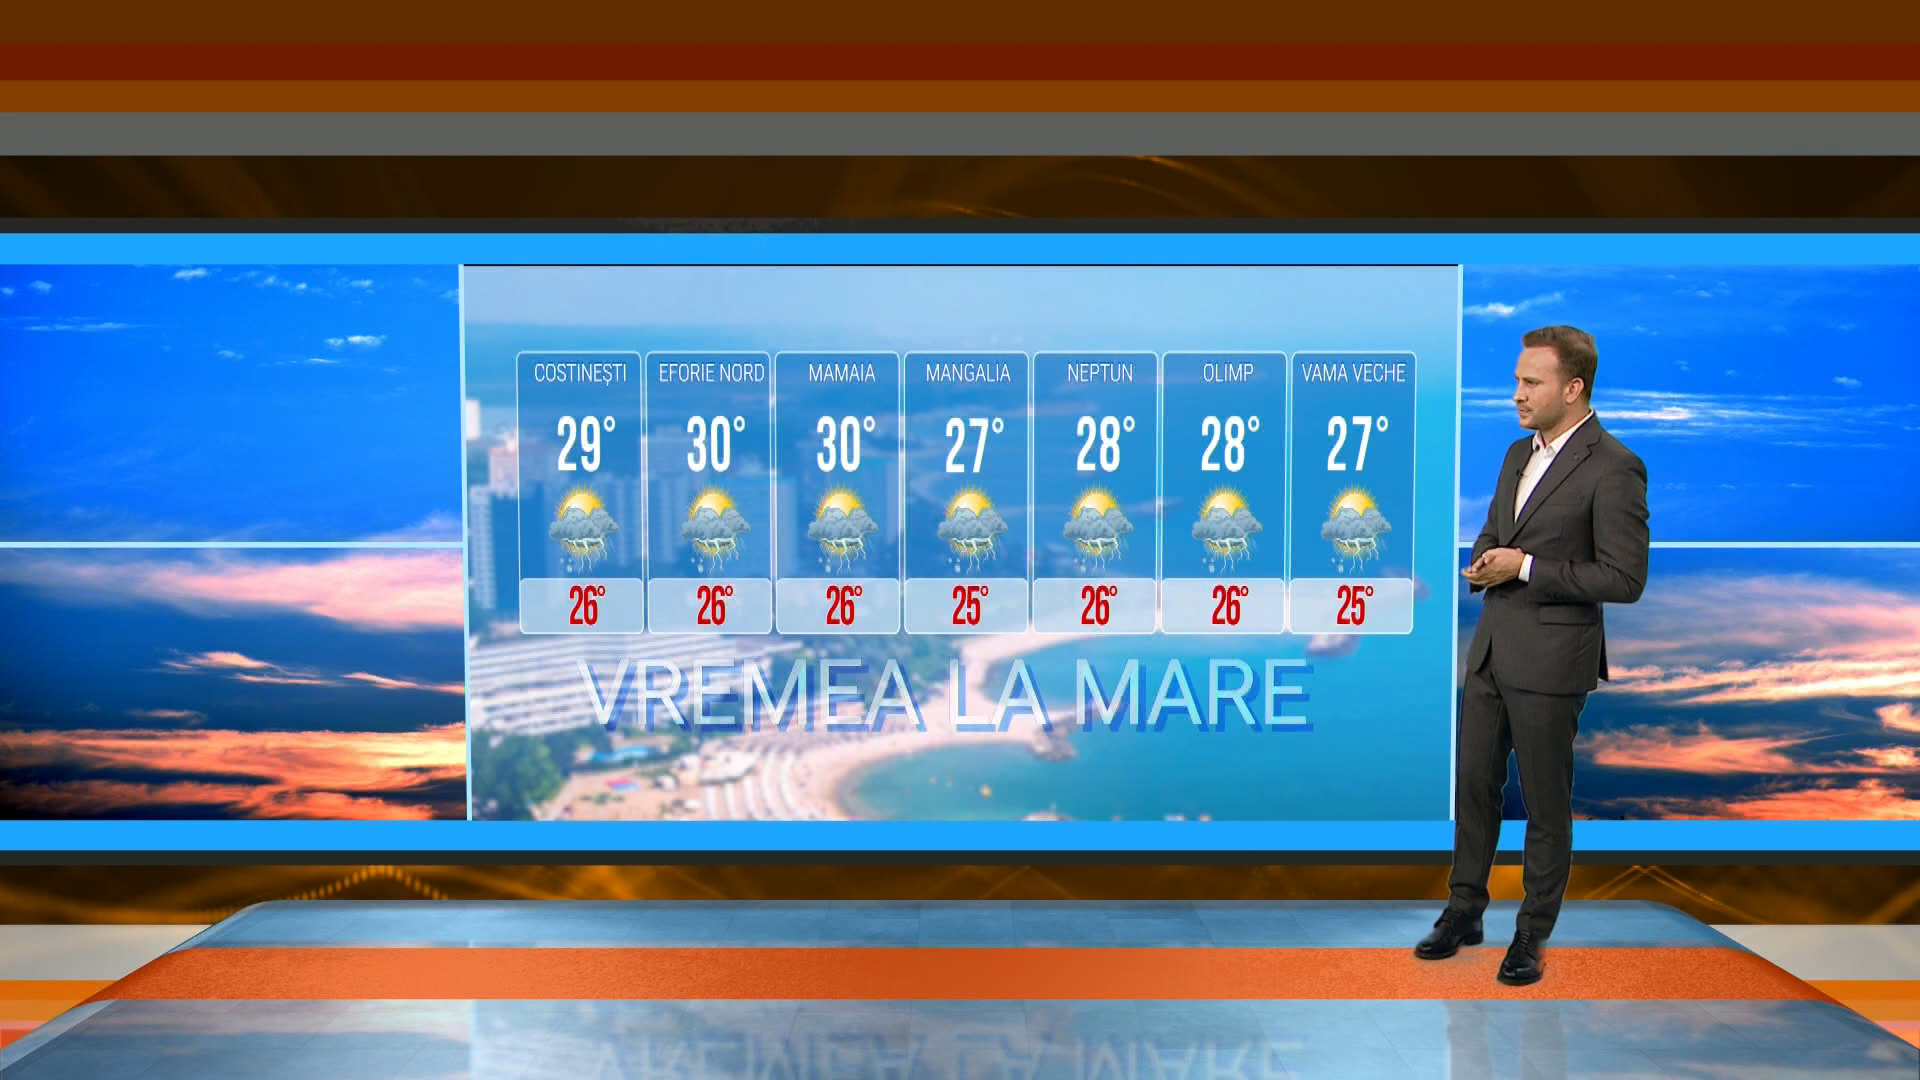 COSTINEȘTI EFORIE NORD MAMAIA MANGALIA NEPTUN OLIMP VAMA VECHE
29° 30° 30° 27° 28° 28° 27°
26° 26° 26° 25° 26° 26° 25°
VREMEA LA MARE